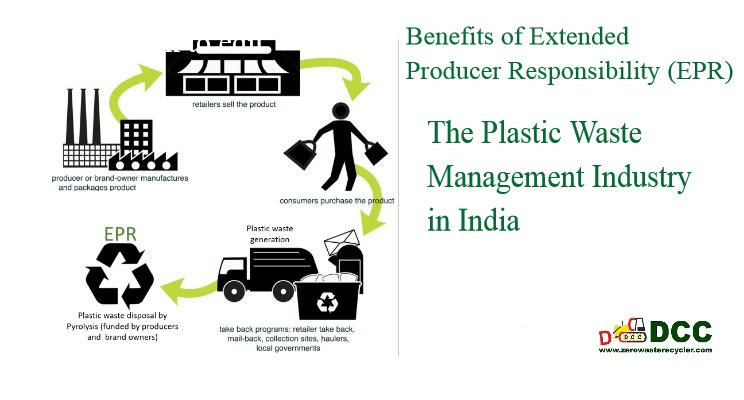 Benefits of Extended
Producer Responsibility (EPR)
The Plastic Waste
Management Industry
in India
retailers sell the product
producer or brand-owner manufactures
and packages product
consumers purchase the product
Plastic waste
generation
EPR
Plastic waste disposal by
Pyrolysis (funded by producers
and brand owners)
take back programs: retailer take back,
mail-back, collection sites, haulers,
local governments
DCC
www.zerowasterecycler.com